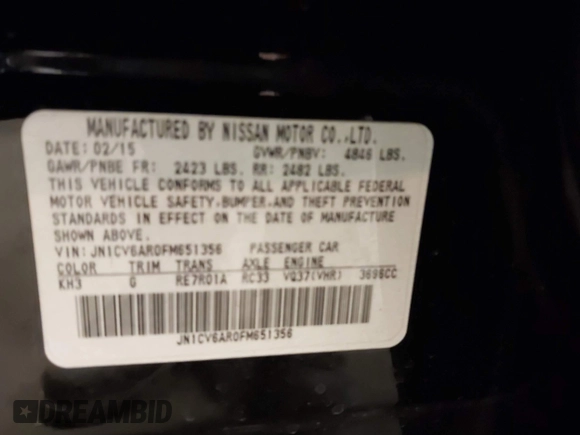 MANUFACTURED BY NISSAN MOTOR CO.,LTD.
DATE: 02/15 GVWR/PNBV: 4846 LBS.
GAWR/PNBE FR: 2423 LBS. RR: 2482 LBS.
THIS VEHICLE CONFORMS TO ALL APPLICABLE FEDERAL
MOTOR VEHICLE SAFETY,BUMPER,AND THEFT PREVENTION
STANDARDS IN EFFECT ON THE DATE OF MANUFACTURE
SHOWN ABOVE.
VIN: JN1CV6AR0FM651356 PASSENGER CAR
COLOR TRIM TRANS AXLE ENGINE
KH3 G RE7R01A RC33 VQ37(VHR) 3696CC
JN1CV6AR0FM651356
DREAMBID